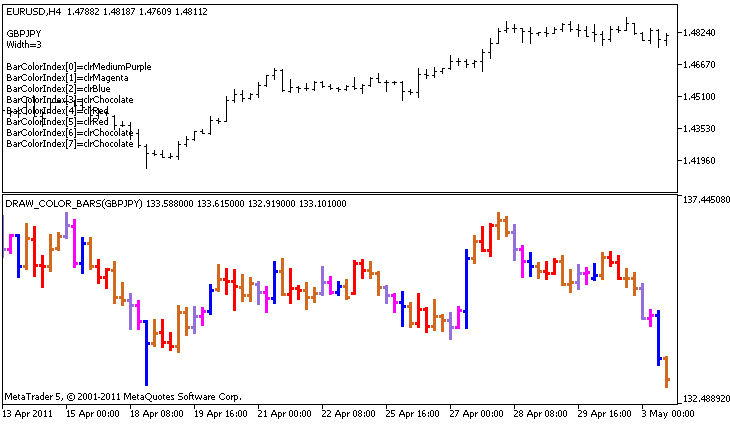 EURUSD,H4 1.47882 1.48187 1.47609 1.48112
GBPJPY
Width=3
BarColorIndex[0]=clrMediumPurple
BarColorIndex[1]=clrMagenta
BarColorIndex[2]=clrBlue
BarColorIndex[3]=clrChocolate
BarColorIndex[4]=clrRed
BarColorIndex[5]=clrRed
BarColorIndex[6]=clrChocolate
BarColorIndex[7]=clrChocolate
1.48240
1.46670
1.45100
1.43530
1.41960
DRAW_COLOR_BARS(GBPJPY) 133.588000 133.615000 132.919000 133.101000
137.445080
132.488920
MetaTrader 5, © 2001-2011 MetaQuotes Software Corp.
13 Apr 2011 15 Apr 00:00 18 Apr 08:00 19 Apr 16:00 21 Apr 00:00 22 Apr 08:00 25 Apr 16:00 27 Apr 00:00 28 Apr 08:00 29 Apr 16:00 3 May 00:00